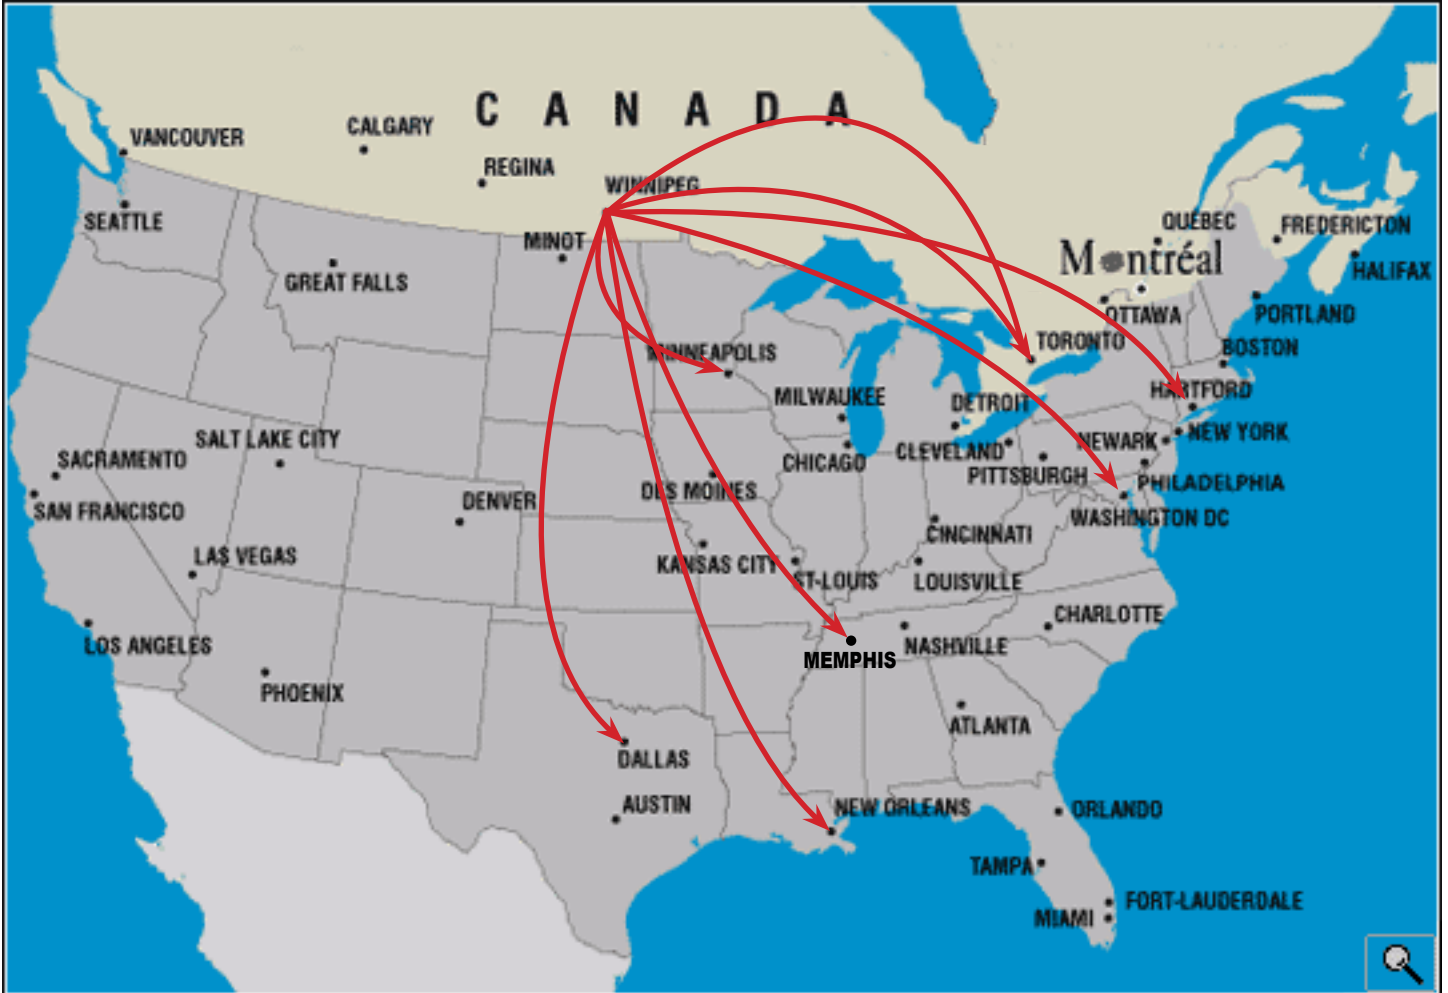 CANADA
VANCOUVER
CALGARY
REGINA
WINNIPEG
SEATTLE
MINOT
QUÉBEC
FREDERICTON
Montréal
HALIFAX
GREAT FALLS
OTTAWA
PORTLAND
TORONTO
BOSTON
MINNEAPOLIS
MILWAUKEE
DETROIT
HARTFORD
SALT LAKE CITY
NEWARK
NEW YORK
SACRAMENTO
CHICAGO
CLEVELAND
PITTSBURGH
PHILADELPHIA
DES MOINES
DENVER
SAN FRANCISCO
WASHINGTON DC
CINCINNATI
LAS VEGAS
KANSAS CITY
ST-LOUIS
LOUISVILLE
CHARLOTTE
LOS ANGELES
NASHVILLE
MEMPHIS
PHOENIX
ATLANTA
DALLAS
AUSTIN
NEW ORLEANS
ORLANDO
TAMPA
FORT-LAUDERDALE
MIAMI